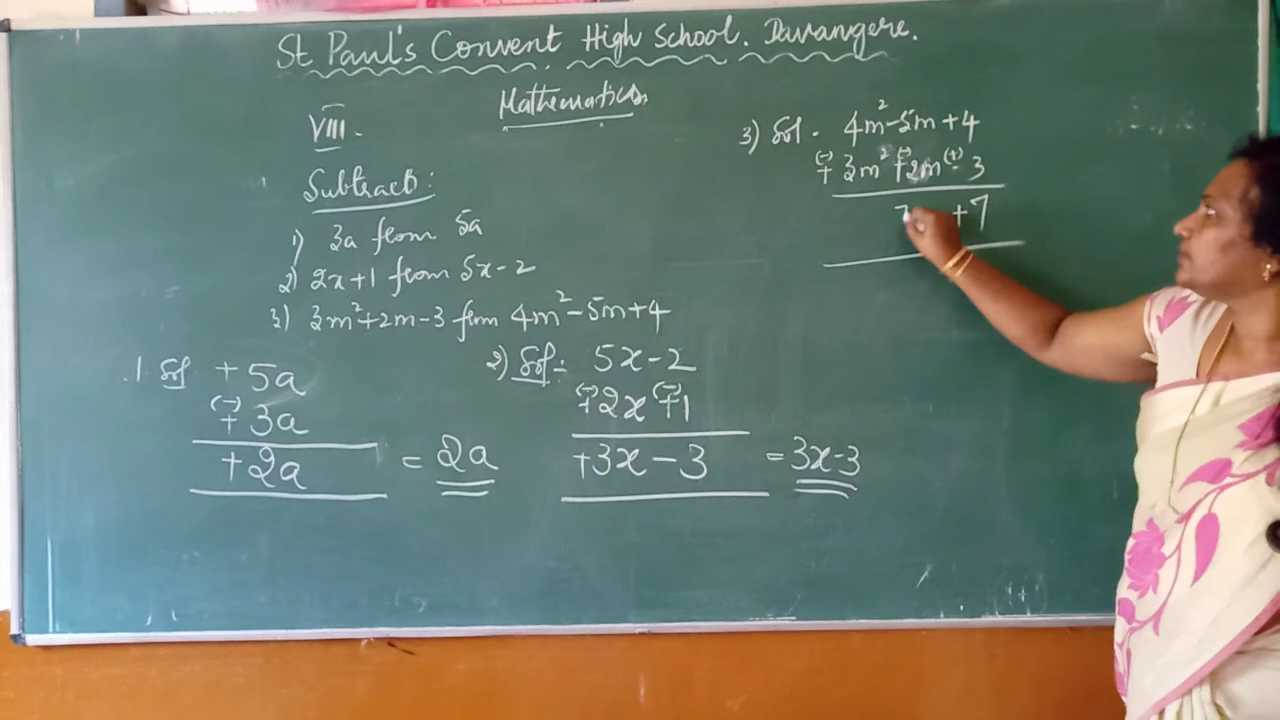 St Paul's Convent High School. Davangere.
Mathematics
VIII.
Subtract:
1) 3a from 5a
2) 2x+1 from 5x-2
3) 3m²+2m-3 from 4m²-5m+4
1. Sol +5a
(-)
+ 3a
+2a = 2a
2) Sol:- 5x-2
(-) (-)
+2x +1
+3x-3 = 3x-3
3) Sol. 4m²-5m+4
(-) (-) (+)
+ 3m² +2m - 3
7 +7